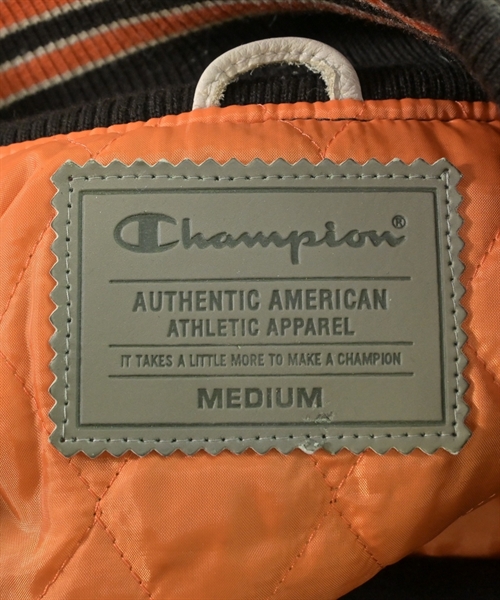 Champion®
AUTHENTIC AMERICAN
ATHLETIC APPAREL
IT TAKES A LITTLE MORE TO MAKE A CHAMPION
MEDIUM